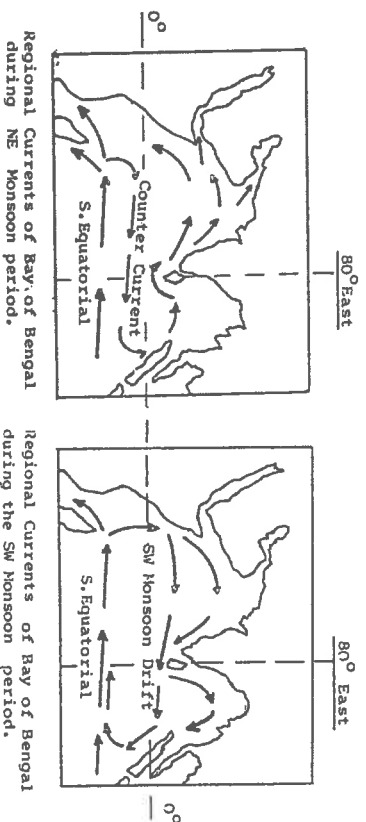 0°
80°East
Counter Current
S.Equatorial
Regional Currents of Bay of Bengal
during NE Monsoon period.
80° East
SW Monsoon Drift
S.Equatorial
0°
Regional Currents of Bay of Bengal
during the SW Monsoon period.